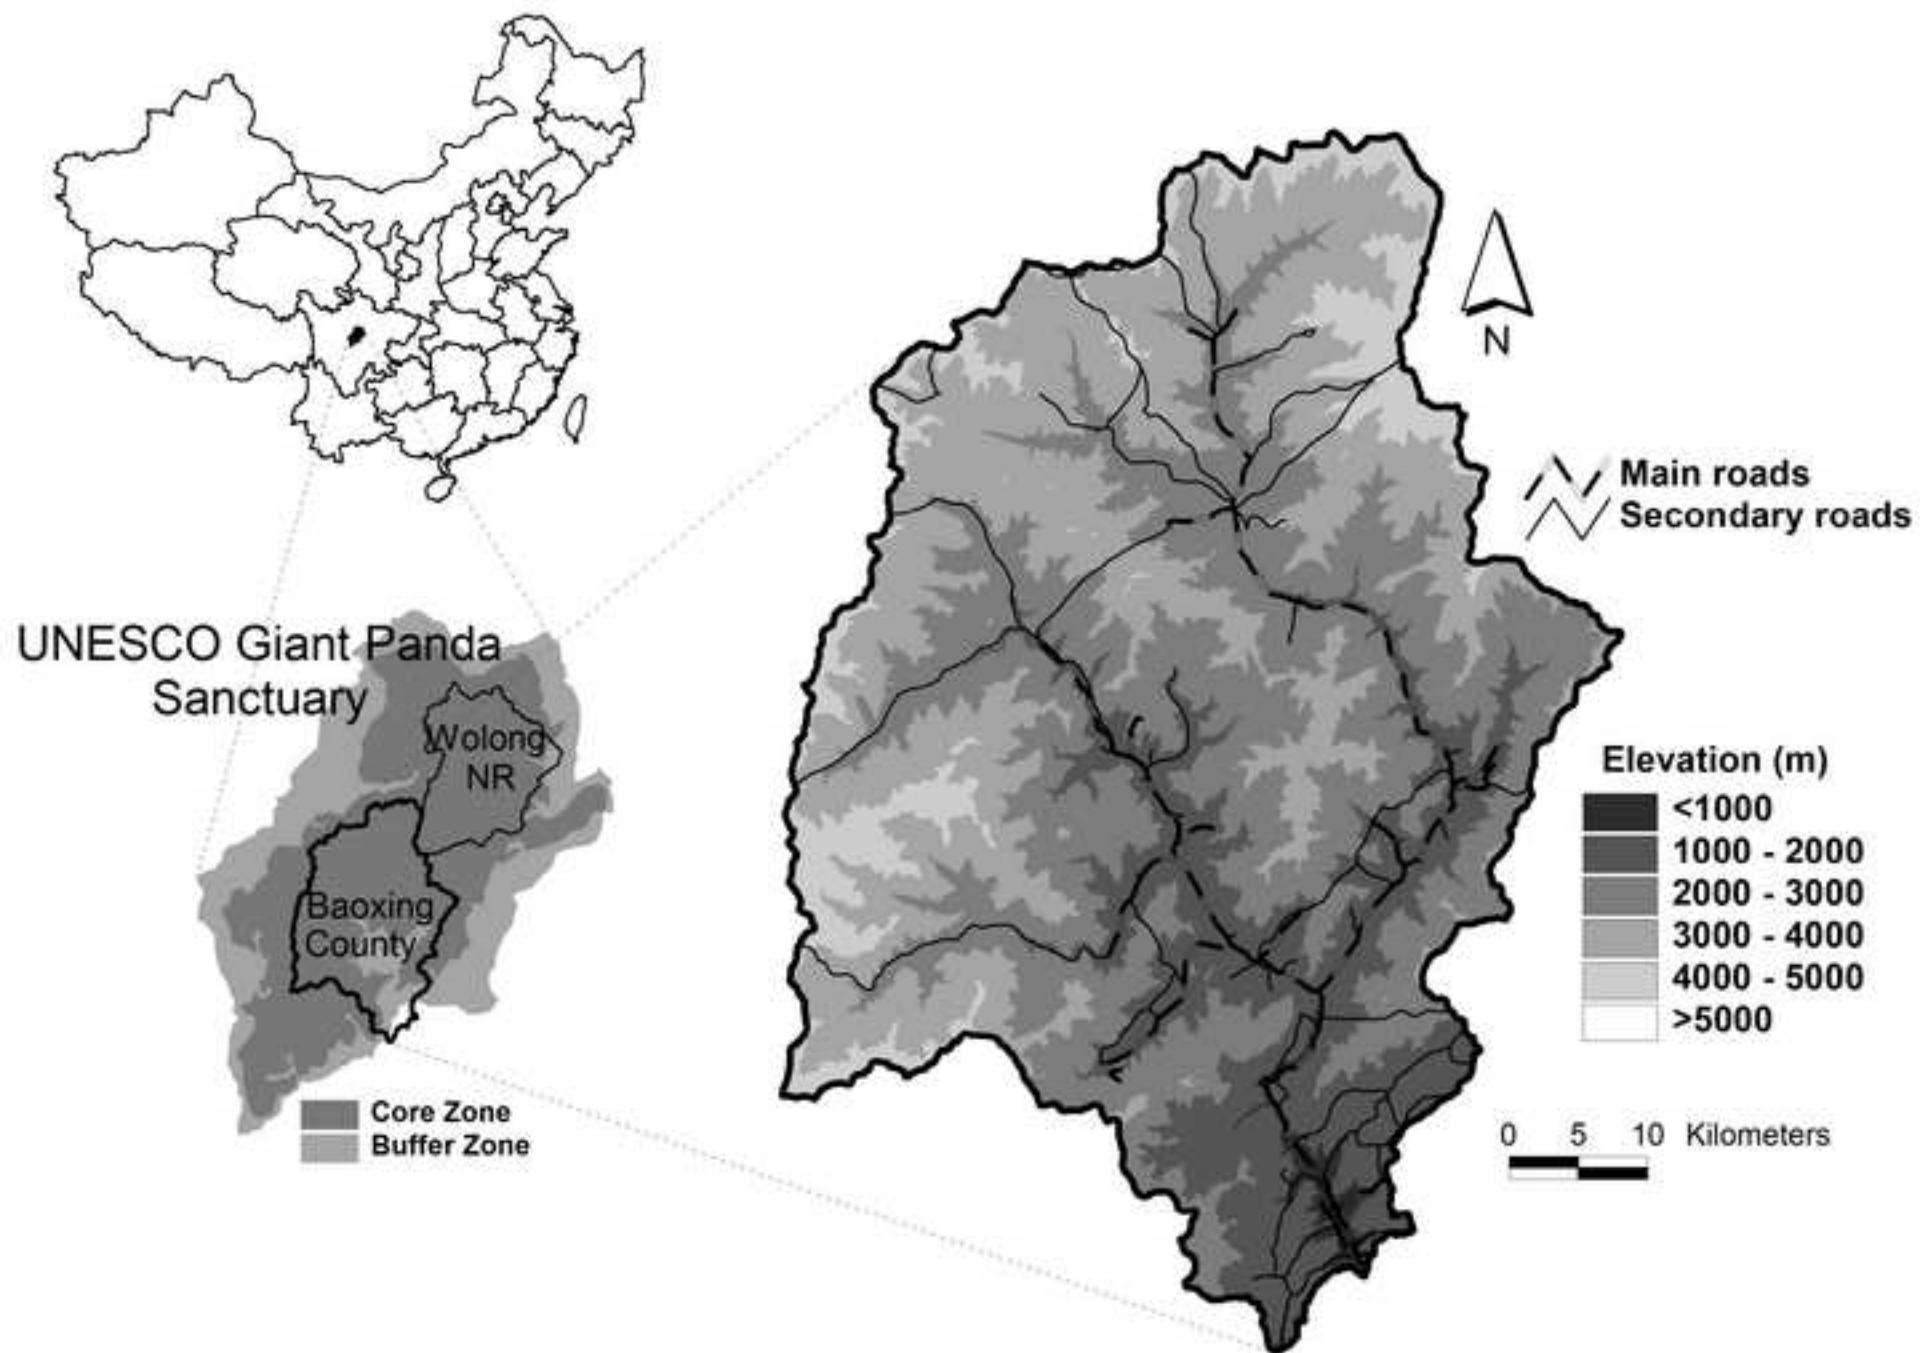 UNESCO Giant Panda
Sanctuary
Wolong
NR
Baoxing
County
Core Zone
Buffer Zone
N
Main roads
Secondary roads
Elevation (m)
<1000
1000 - 2000
2000 - 3000
3000 - 4000
4000 - 5000
>5000
0 5 10 Kilometers